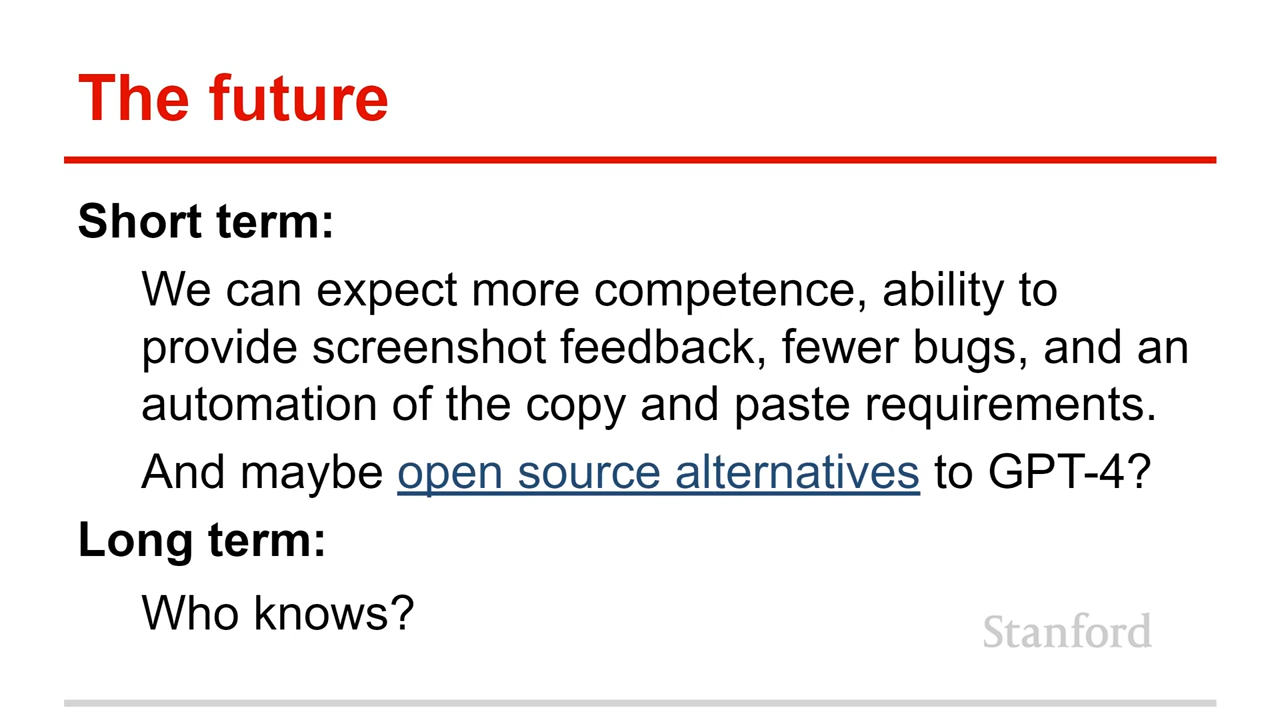 The future
Short term:
We can expect more competence, ability to
provide screenshot feedback, fewer bugs, and an
automation of the copy and paste requirements.
And maybe open source alternatives to GPT-4?
Long term:
Who knows?
Stanford